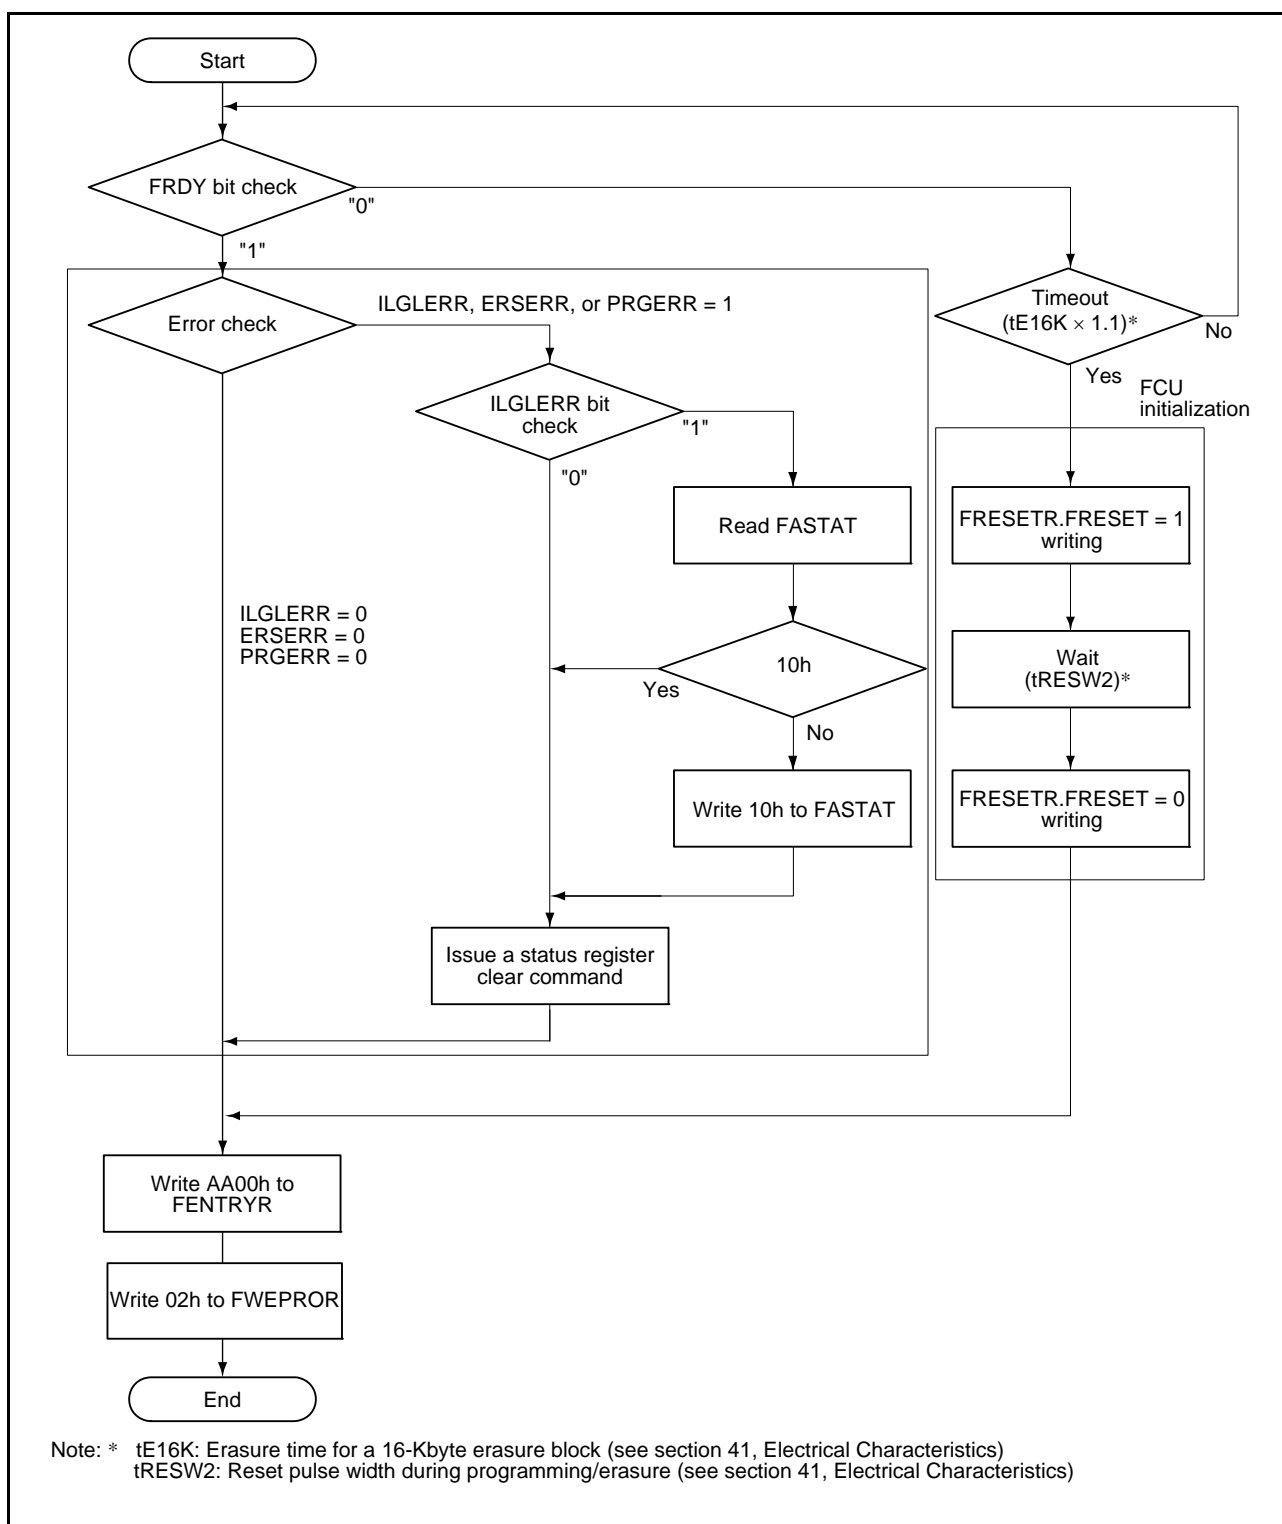 Start
FRDY bit check
"0"
"1"
Error check
ILGLERR, ERSERR, or PRGERR = 1
Timeout
(tE16K × 1.1)*
No
Yes
FCU
initialization
ILGLERR bit
check
"1"
"0"
Read FASTAT
FRESETR.FRESET = 1
writing
ILGLERR = 0
ERSERR = 0
PRGERR = 0
10h
Yes
No
Wait
(tRESW2)*
Write 10h to FASTAT
FRESETR.FRESET = 0
writing
Issue a status register
clear command
Write AA00h to
FENTRYR
Write 02h to FWEPROR
End
Note: * tE16K: Erasure time for a 16-Kbyte erasure block (see section 41, Electrical Characteristics)
tRESW2: Reset pulse width during programming/erasure (see section 41, Electrical Characteristics)